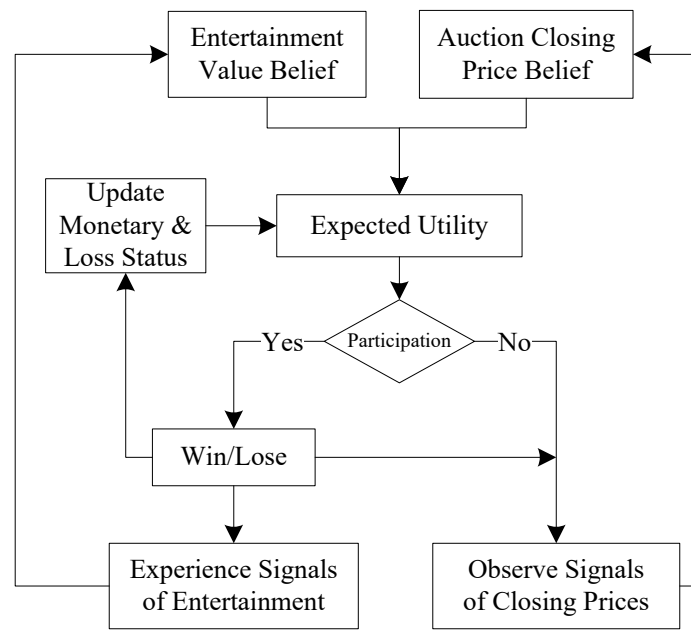 Entertainment
Value Belief
Auction Closing
Price Belief
Update
Monetary &
Loss Status
Expected Utility
Yes
Participation
No
Win/Lose
Experience Signals
of Entertainment
Observe Signals
of Closing Prices